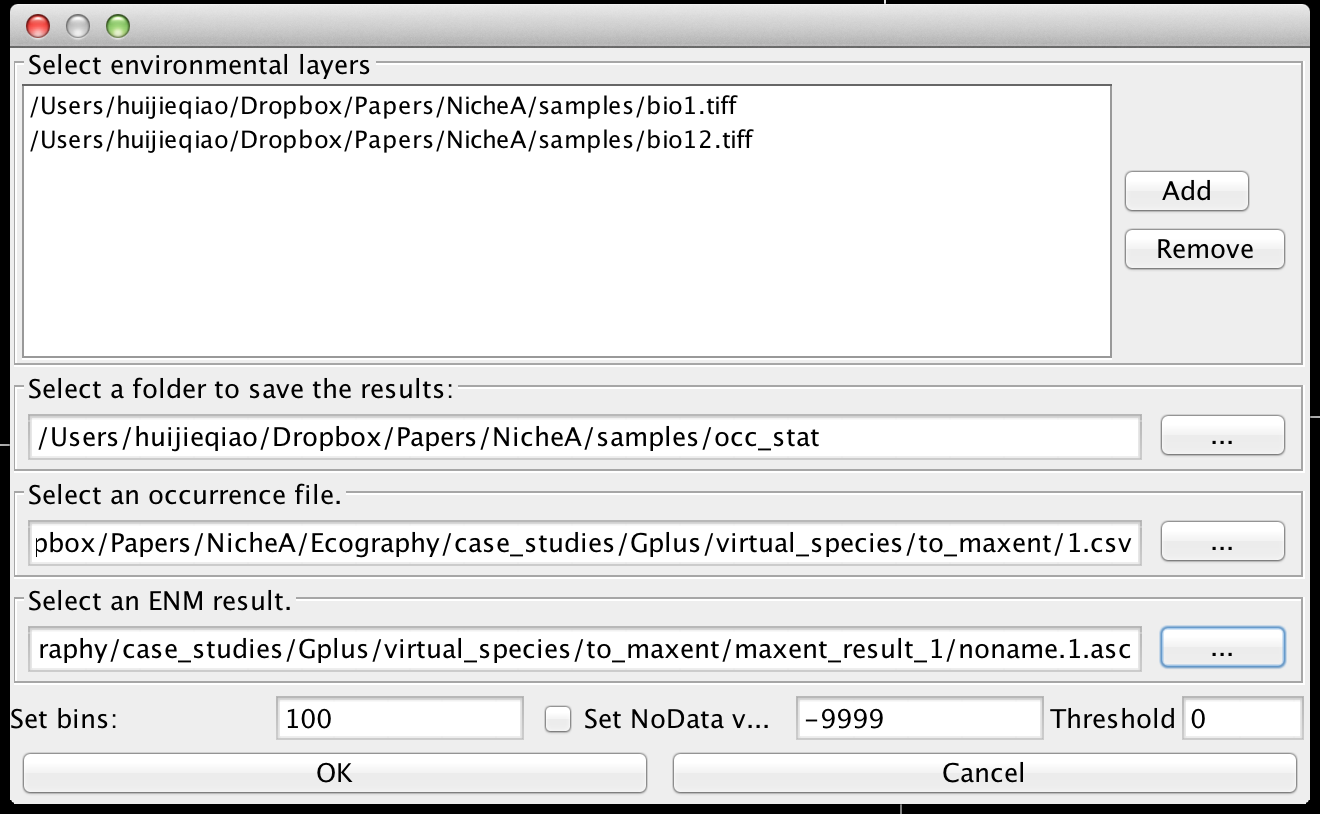 Select environmental layers
/Users/huijieqiao/Dropbox/Papers/NicheA/samples/bio1.tiff
/Users/huijieqiao/Dropbox/Papers/NicheA/samples/bio12.tiff
Add
Remove
Select a folder to save the results:
/Users/huijieqiao/Dropbox/Papers/NicheA/samples/occ_stat
...
Select an occurrence file.
pbox/Papers/NicheA/Ecography/case_studies/Gplus/virtual_species/to_maxent/1.csv
...
Select an ENM result.
raphy/case_studies/Gplus/virtual_species/to_maxent/maxent_result_1/noname.1.asc
...
Set bins: 100 Set NoData v... -9999 Threshold 0
OK Cancel